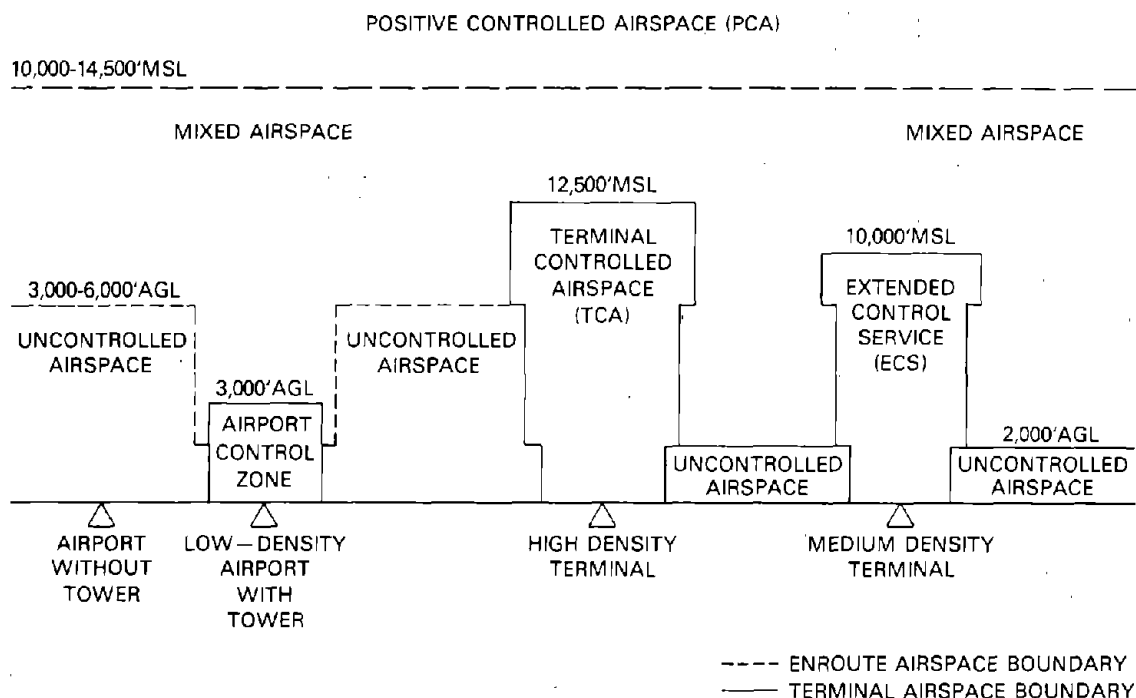 POSITIVE CONTROLLED AIRSPACE (PCA)
10,000-14,500'MSL
MIXED AIRSPACE
MIXED AIRSPACE
12,500'MSL
TERMINAL
CONTROLLED
AIRSPACE
(TCA)
10,000'MSL
EXTENDED
CONTROL
SERVICE
(ECS)
3,000-6,000'AGL
UNCONTROLLED
AIRSPACE
UNCONTROLLED
AIRSPACE
3,000'AGL
AIRPORT
CONTROL
ZONE
UNCONTROLLED
AIRSPACE
2,000'AGL
UNCONTROLLED
AIRSPACE
AIRPORT
WITHOUT
TOWER
LOW-DENSITY
AIRPORT
WITH
TOWER
HIGH DENSITY
TERMINAL
MEDIUM DENSITY
TERMINAL
---- ENROUTE AIRSPACE BOUNDARY
—— TERMINAL AIRSPACE BOUNDARY